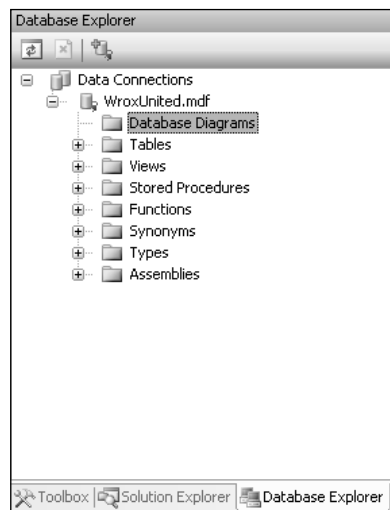 Database Explorer
Data Connections
WroxUnited.mdf
Database Diagrams
Tables
Views
Stored Procedures
Functions
Synonyms
Types
Assemblies
Toolbox Solution Explorer Database Explorer